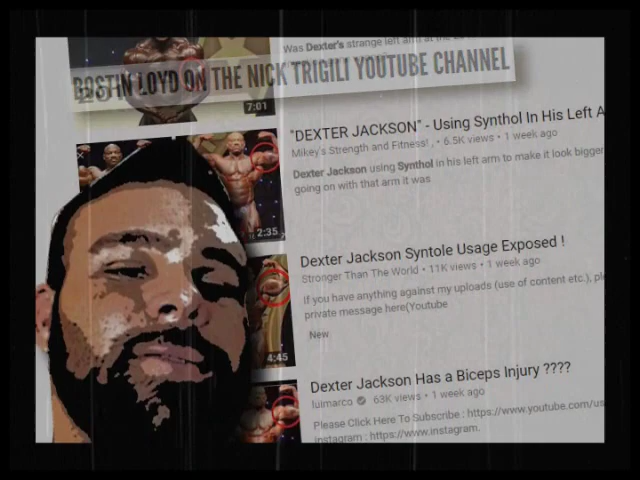 Was Dexter's strange left arm at the
BOSTIN LOYD ON THE NICK TRIGILI YOUTUBE CHANNEL
7:01
"DEXTER JACKSON" - Using Synthol In His Left A
Mikey's Strength and Fitness! , • 6.5K views • 1 week ago
Dexter Jackson using Synthol in his left arm to make it look bigger
going on with that arm it was
2:35
Dexter Jackson Syntole Usage Exposed !
Stronger Than The World • 11K views • 1 week ago
If you have anything against my uploads (use of content etc.), pl
private message here(Youtube
New
4:45
Dexter Jackson Has a Biceps Injury ????
luimarco • 63K views • 1 week ago
Please Click Here To Subscribe : https://www.youtube.com/us
Instagram : https://www.instagram.